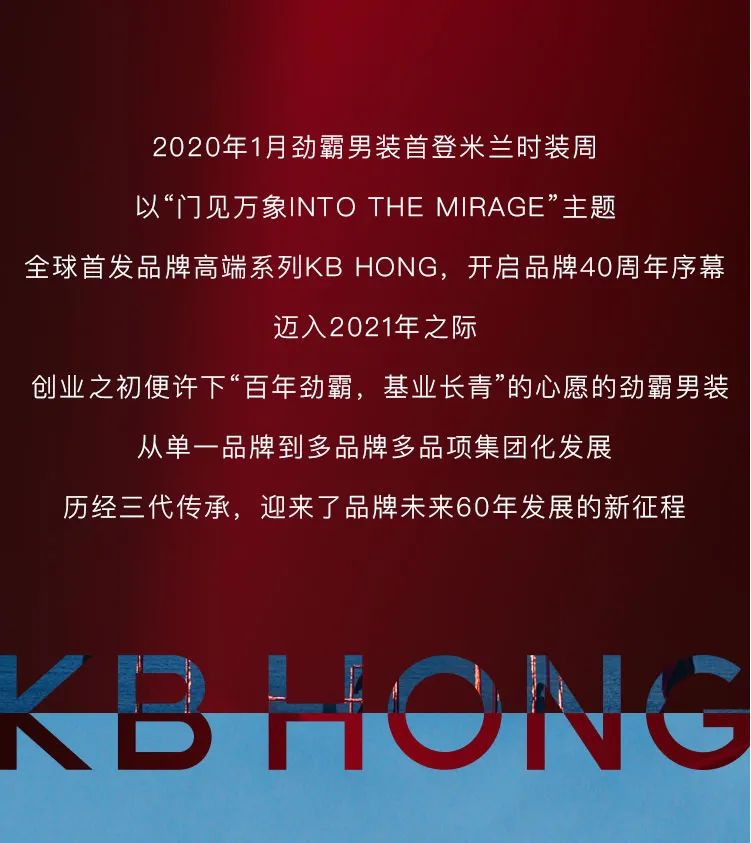 2020年1月劲霸男装首登米兰时装周
以“门见万象INTO THE MIRAGE”主题
全球首发品牌高端系列KB HONG，开启品牌40周年序幕
迈入2021年之际
创业之初便许下“百年劲霸，基业长青”的心愿的劲霸男装
从单一品牌到多品牌多品项集团化发展
历经三代传承，迎来了品牌未来60年发展的新征程
KB HONG